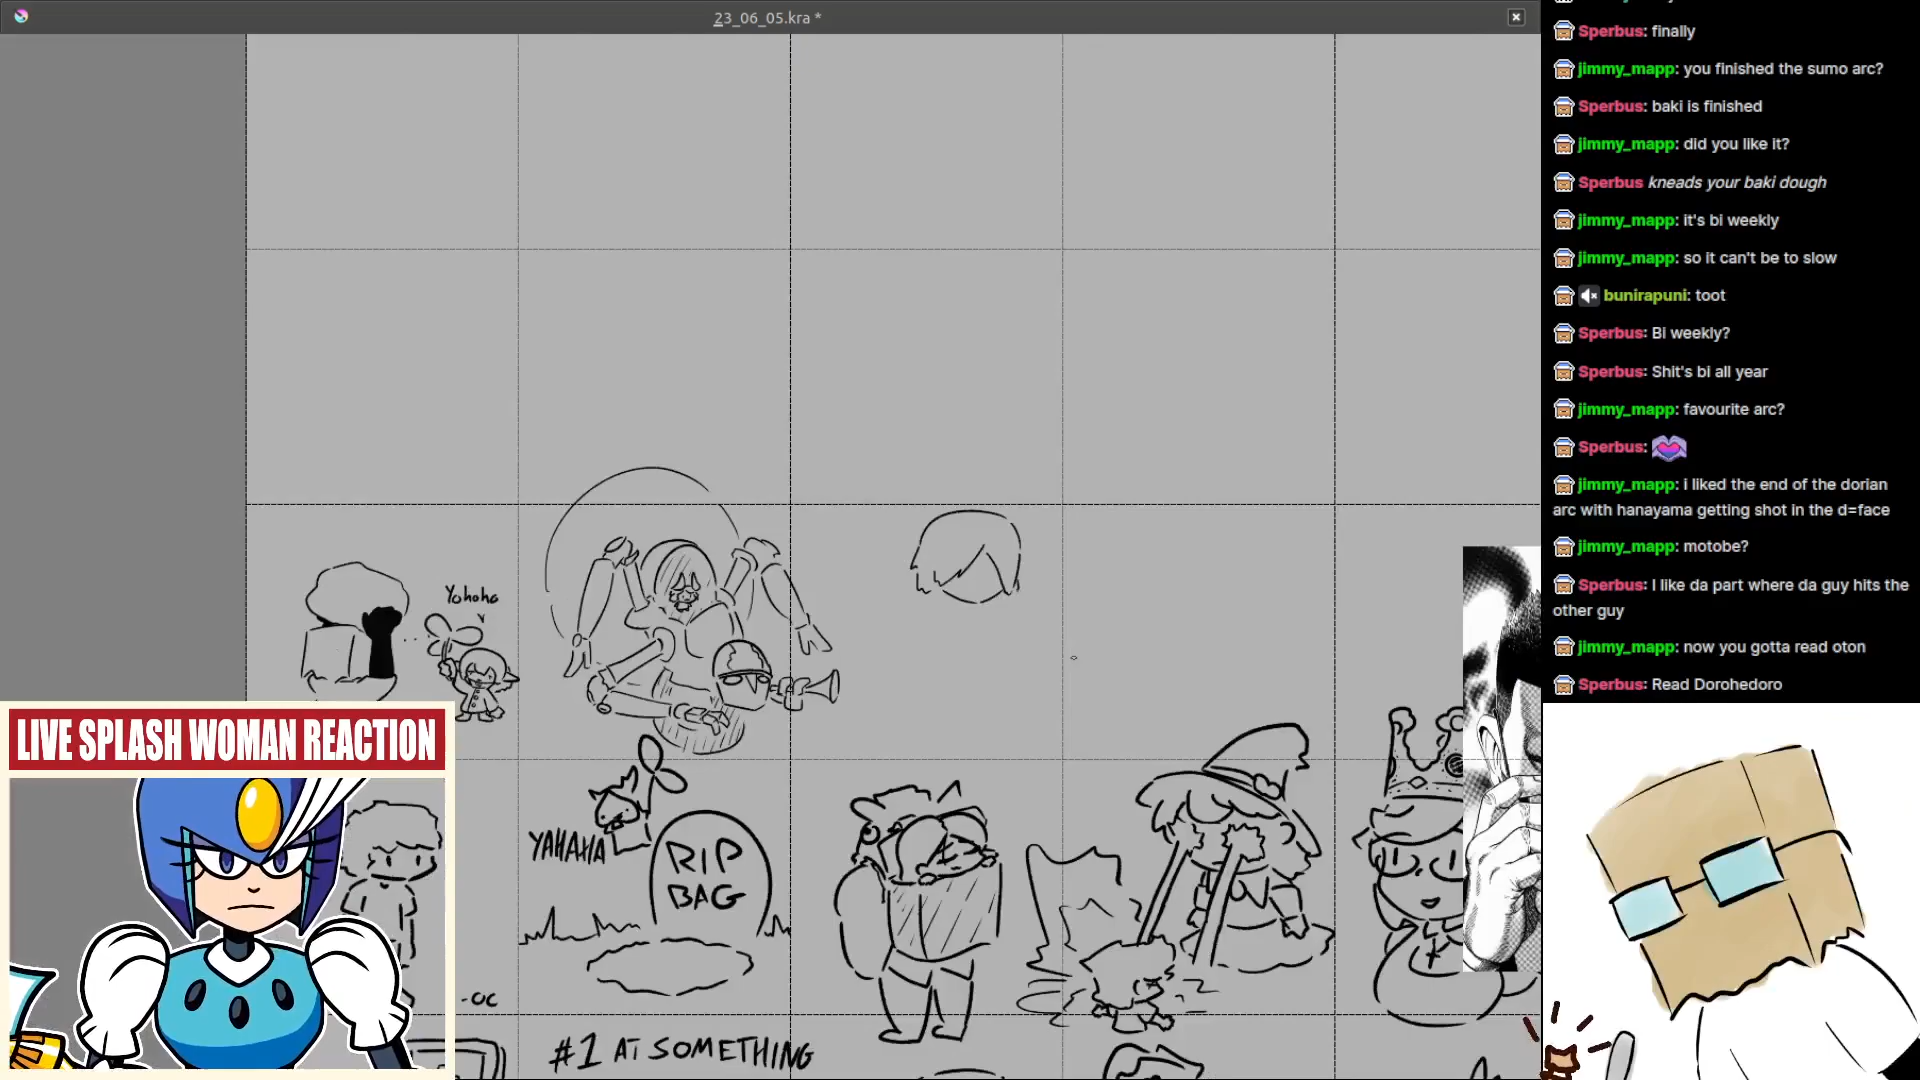 23_06_05.kra *
Sperbus: finally
jimmy_mapp: you finished the sumo arc?
Sperbus: baki is finished
jimmy_mapp: did you like it?
Sperbus kneads your baki dough
jimmy_mapp: it's bi weekly
jimmy_mapp: so it can't be to slow
bunirapuni: toot
Sperbus: Bi weekly?
Sperbus: Shit's bi all year
jimmy_mapp: favourite arc?
Sperbus:
jimmy_mapp: i liked the end of the dorian
arc with hanayama getting shot in the d=face
jimmy_mapp: motobe?
Sperbus: I like da part where da guy hits the
other guy
jimmy_mapp: now you gotta read oton
Sperbus: Read Dorohedoro
Yahaha
LIVE SPLASH WOMAN REACTION
YAHAHA
RIP
BAG
-OC
#1 AT SOMETHING